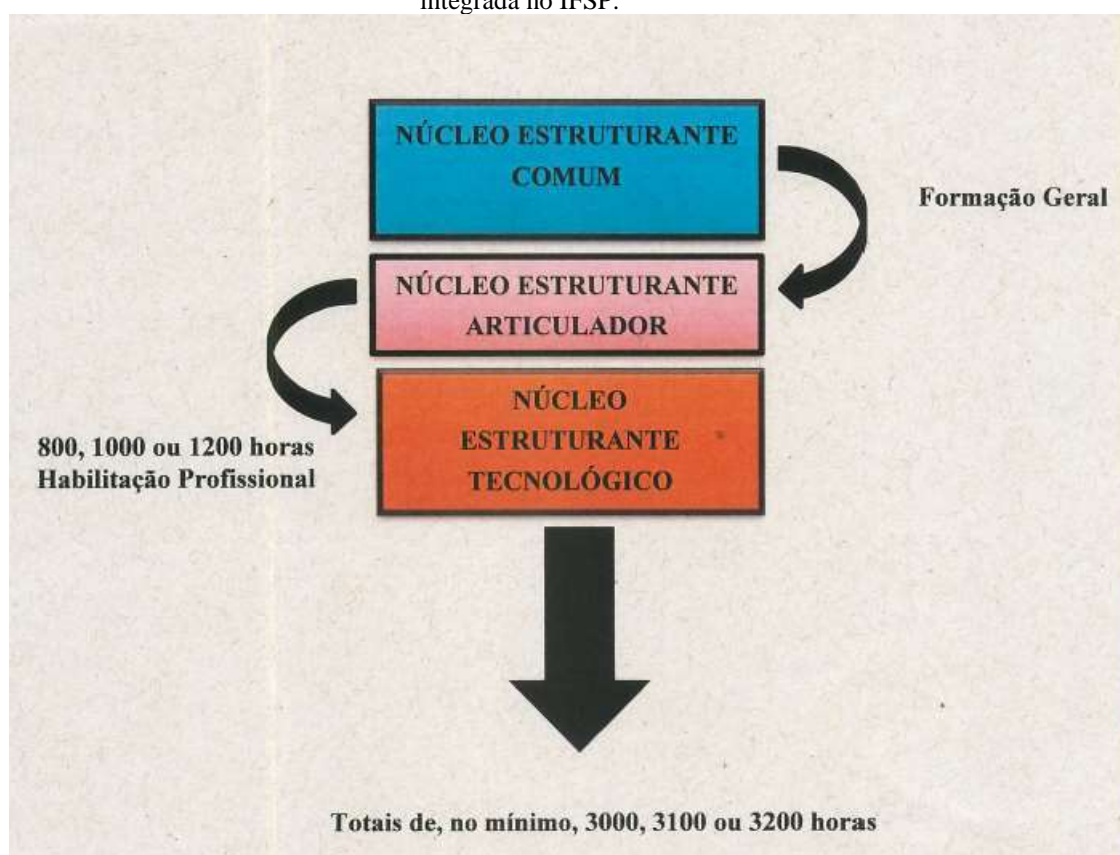 integrada no IFSP.
NÚCLEO ESTRUTURANTE
COMUM
Formação Geral
NÚCLEO ESTRUTURANTE
ARTICULADOR
NÚCLEO
ESTRUTURANTE
TECNOLÓGICO
800, 1000 ou 1200 horas
Habilitação Profissional
Totais de, no mínimo, 3000, 3100 ou 3200 horas